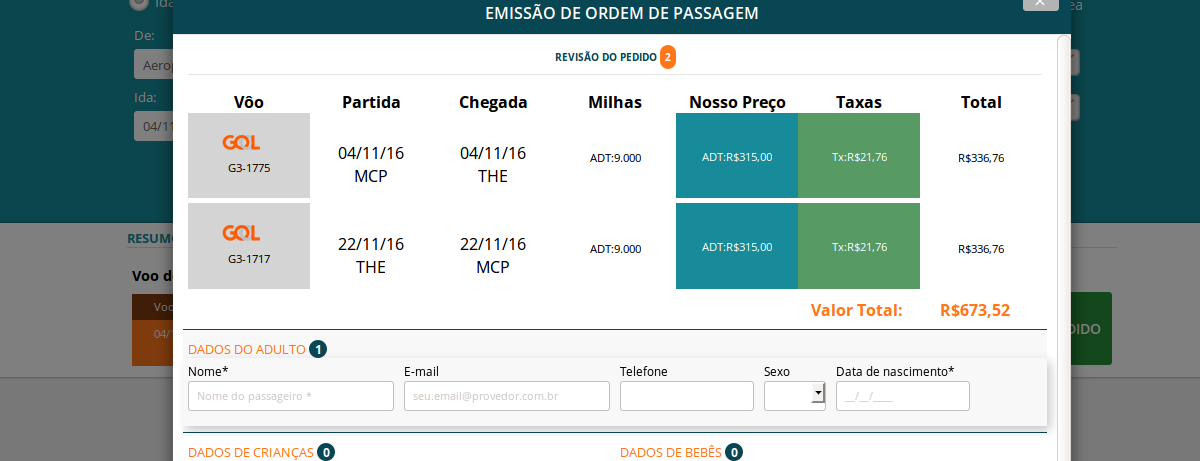 EMISSÃO DE ORDEM DE PASSAGEM
×
Ida
De:
Aerop
Ida:
04/11
REVISÃO DO PEDIDO 2
Vôo Partida Chegada Milhas Nosso Preço Taxas Total
GOL
G3-1775
04/11/16
MCP
04/11/16
THE
ADT:9.000
ADT:R$315,00
Tx:R$21,76
R$336,76
GOL
G3-1717
22/11/16
THE
22/11/16
MCP
ADT:9.000
ADT:R$315,00
Tx:R$21,76
R$336,76
Valor Total: R$673,52
RESUM
Voo d
Voo
04/
DIDO
DADOS DO ADULTO 1
Nome* E-mail Telefone Sexo Data de nascimento*
Nome do passageiro * seu.email@provedor.com.br __/__/____
DADOS DE CRIANÇAS 0 DADOS DE BEBÊS 0